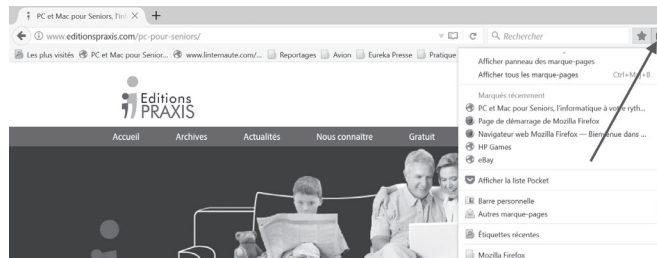 PC et Mac pour Seniors, l'inf
www.editionspraxis.com/pc-pour-seniors/
Rechercher
Les plus visités PC et Mac pour Senior... www.linternaute.com/... Reportages Avion Eureka Presse Pratique
Afficher panneau des marque-pages
Afficher tous les marque-pages
Marqués récemment
PC et Mac pour Seniors, l'informatique à votre ryth...
Page de démarrage de Mozilla Firefox
Navigateur web Mozilla Firefox — Bienvenue dans ...
HP Games
eBay
Afficher la liste Pocket
Barre personnelle
Autres marque-pages
Étiquettes récentes
Mozilla Firefox
Editions
PRAXIS
Accueil Archives Actualités Nous connaître Gratuit